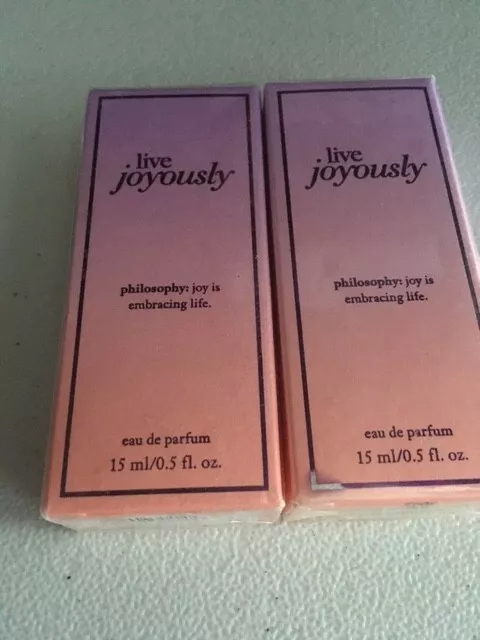 live
joyously
philosophy: joy is
embracing life.
eau de parfum
15 ml/0.5 fl. oz.
live
joyously
philosophy: joy is
embracing life.
eau de parfum
15 ml/0.5 fl. oz.